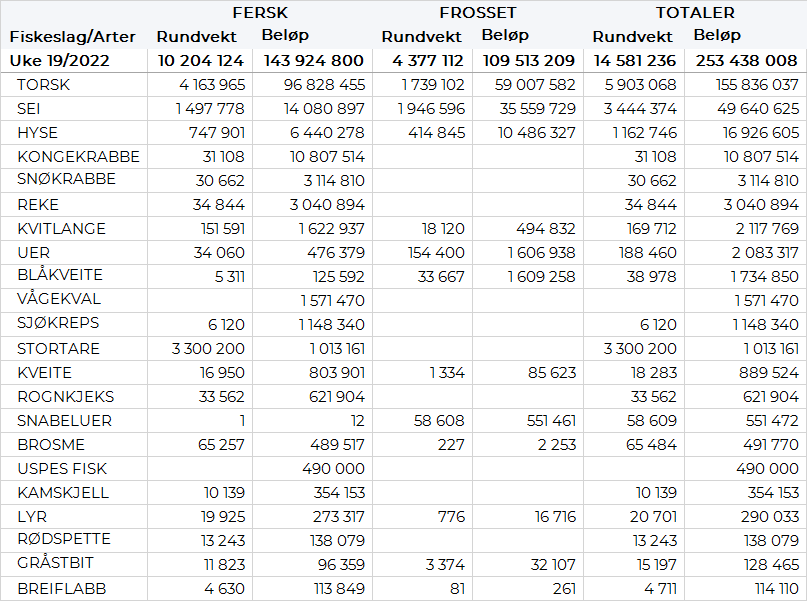 FERSK FROSSET TOTALER
Fiskeslag/Arter Rundvekt Beløp Rundvekt Beløp Rundvekt Beløp
Uke 19/2022 10 204 124 143 924 800 4 377 112 109 513 209 14 581 236 253 438 008
TORSK 4 163 965 96 828 455 1 739 102 59 007 582 5 903 068 155 836 037
SEI 1 497 778 14 080 897 1 946 596 35 559 729 3 444 374 49 640 625
HYSE 747 901 6 440 278 414 845 10 486 327 1 162 746 16 926 605
KONGEKRABBE 31 108 10 807 514 31 108 10 807 514
SNØKRABBE 30 662 3 114 810 30 662 3 114 810
REKE 34 844 3 040 894 34 844 3 040 894
KVITLANGE 151 591 1 622 937 18 120 494 832 169 712 2 117 769
UER 34 060 476 379 154 400 1 606 938 188 460 2 083 317
BLÅKVEITE 5 311 125 592 33 667 1 609 258 38 978 1 734 850
VÅGEKVAL 1 571 470 1 571 470
SJØKREPS 6 120 1 148 340 6 120 1 148 340
STORTARE 3 300 200 1 013 161 3 300 200 1 013 161
KVEITE 16 950 803 901 1 334 85 623 18 283 889 524
ROGNKJEKS 33 562 621 904 33 562 621 904
SNABELUER 1 12 58 608 551 461 58 609 551 472
BROSME 65 257 489 517 227 2 253 65 484 491 770
USPES FISK 490 000 490 000
KAMSKJELL 10 139 354 153 10 139 354 153
LYR 19 925 273 317 776 16 716 20 701 290 033
RØDSPETTE 13 243 138 079 13 243 138 079
GRÅSTBIT 11 823 96 359 3 374 32 107 15 197 128 465
BREIFLABB 4 630 113 849 81 261 4 711 114 110